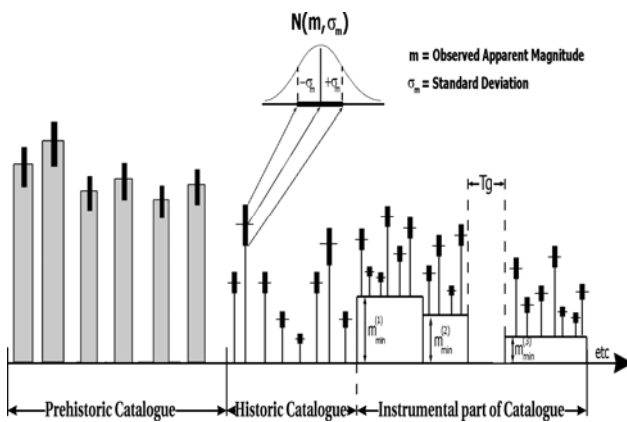 N(m,σm)
m = Observed Apparent Magnitude
σm = Standard Deviation
−σm +σm
Tg
m min (1)
m min (2)
m min (3)
etc
Prehistoric Catalogue
Historic Catalogue
Instrumental part of Catalogue